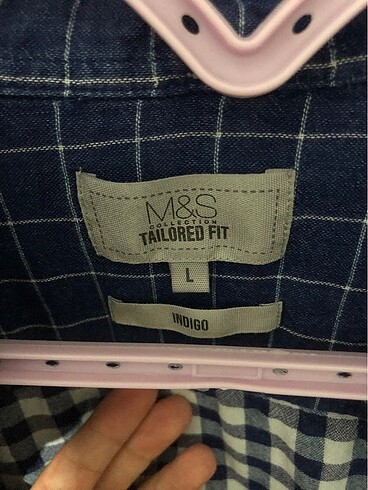 M&S
COLLECTION
TAILORED FIT
L
INDIGO